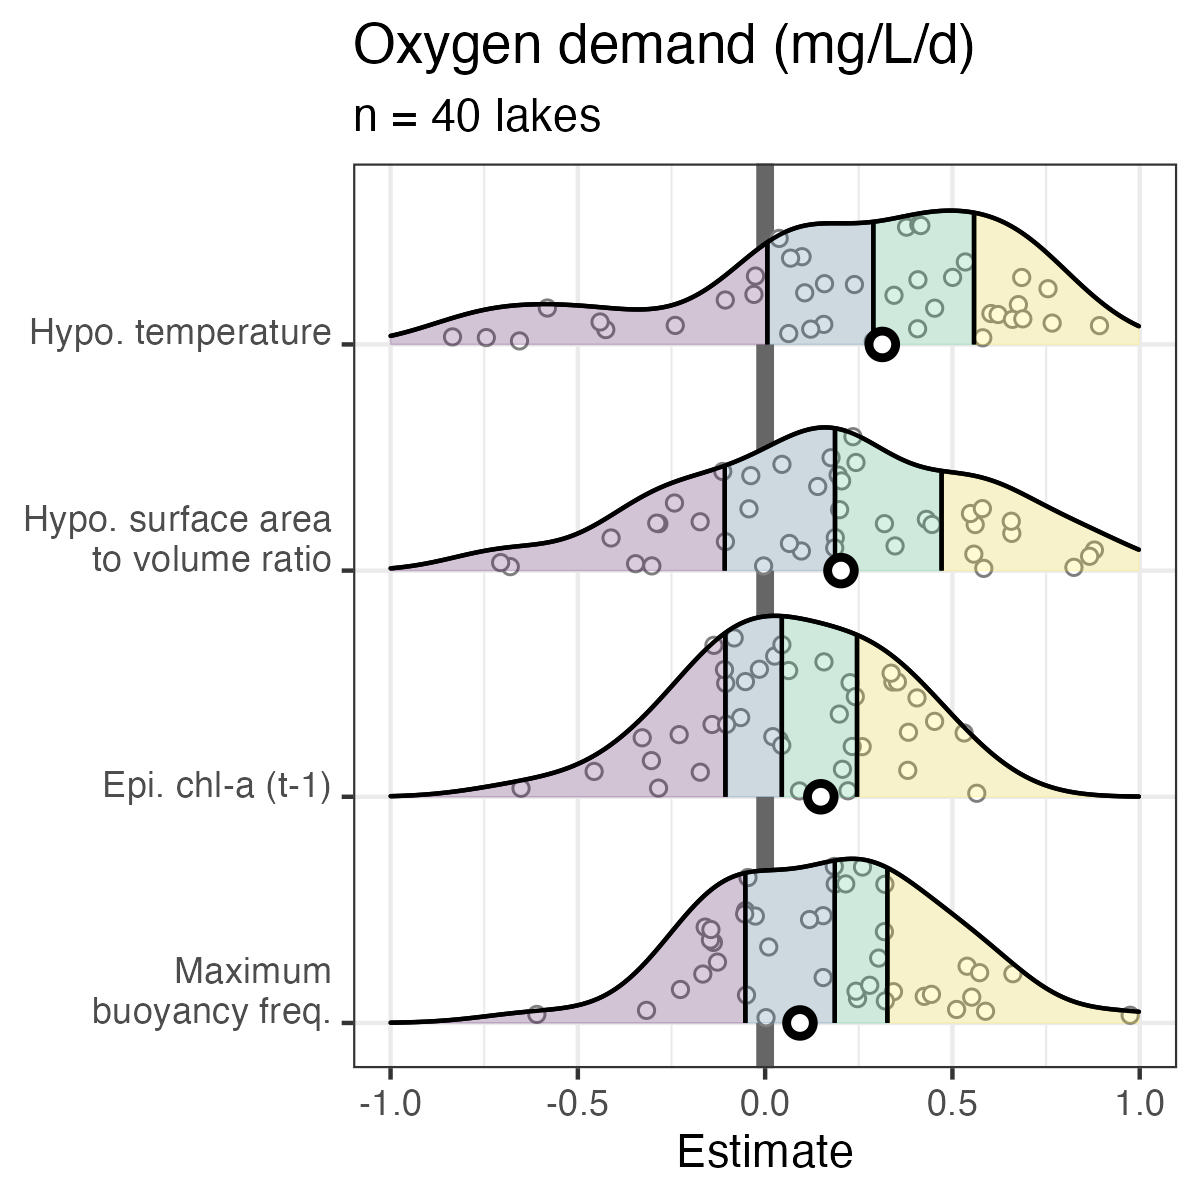 Oxygen demand (mg/L/d)
n = 40 lakes
Hypo. temperature
Hypo. surface area
to volume ratio
Epi. chl-a (t-1)
Maximum
buoyancy freq.
-1.0 -0.5 0.0 0.5 1.0
Estimate